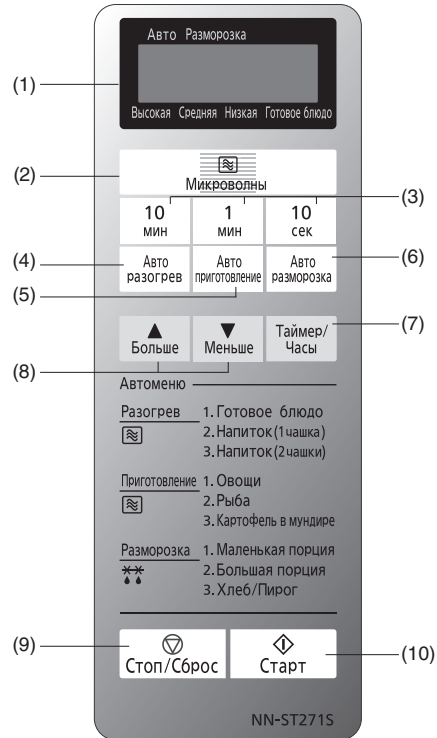 Авто Разморозка
(1)
Высокая Средняя Низкая Готовое блюдо
(2)
Микроволны
(3)
10 мин
1 мин
10 сек
(4)
Авто разогрев
Авто приготовление
Авто разморозка
(6)
(5)
(7)
▲ Больше
▼ Меньше
Таймер/Часы
(8)
Автоменю
Разогрев 1. Готовое блюдо
2. Напиток (1 чашка)
3. Напиток (2 чашки)
Приготовление 1. Овощи
2. Рыба
3. Картофель в мундире
Разморозка 1. Маленькая порция
2. Большая порция
3. Хлеб/Пирог
(9)
Стоп/Сброс
Старт
(10)
NN-ST271S